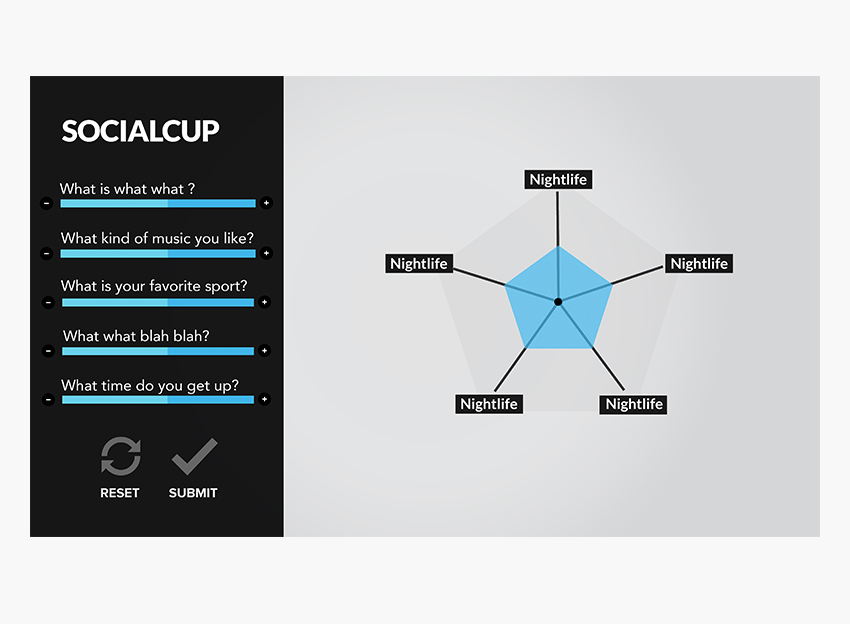 SOCIALCUP
What is what what ?
What kind of music you like?
What is your favorite sport?
What what blah blah?
What time do you get up?
RESET SUBMIT
Nightlife
Nightlife Nightlife
Nightlife Nightlife